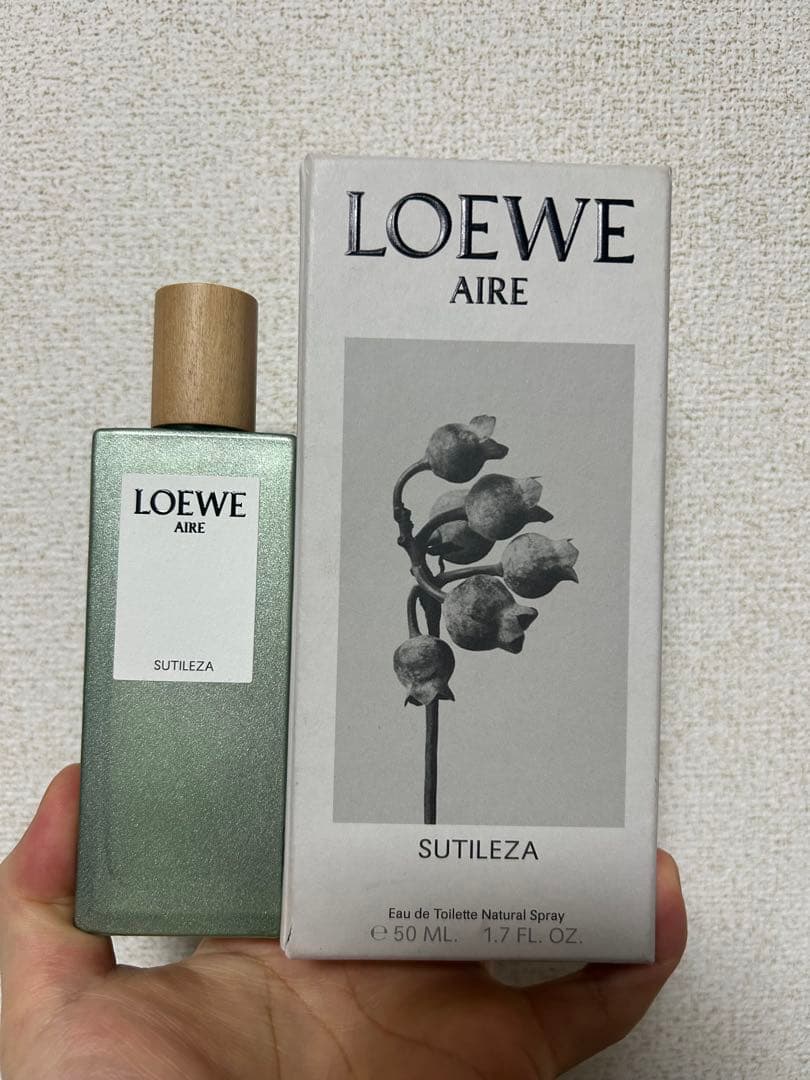 LOEWE
AIRE
SUTILEZA
LOEWE
AIRE
SUTILEZA
Eau de Toilette Natural Spray
℮ 50 ML. 1.7 FL. OZ.